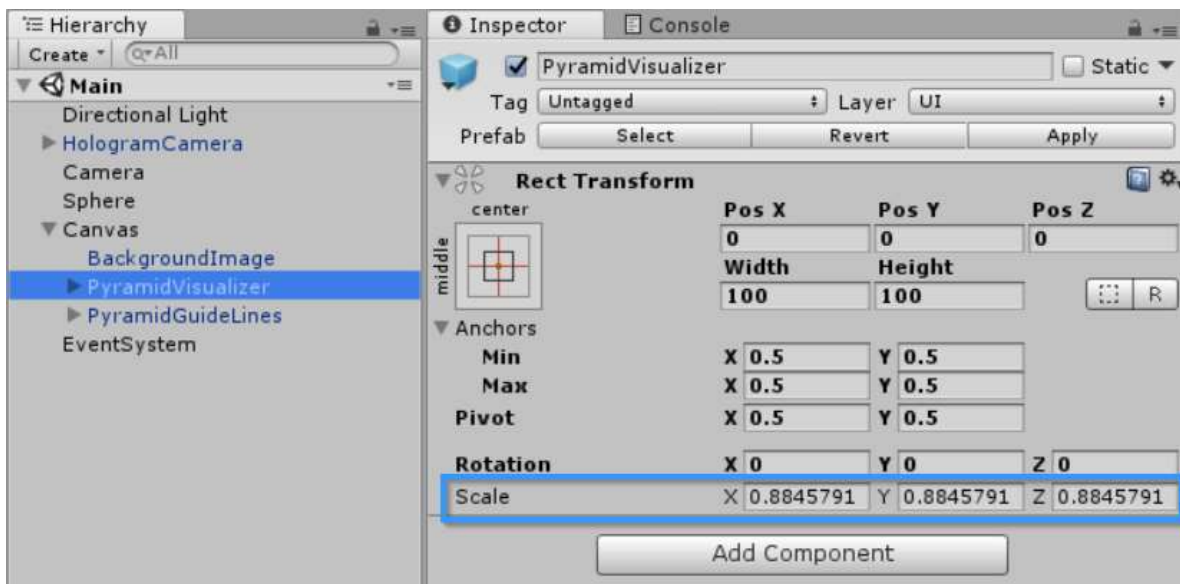 Hierarchy
Create
All
Main
Directional Light
HologramCamera
Camera
Sphere
Canvas
BackgroundImage
PyramidVisualizer
PyramidGuideLines
EventSystem
Inspector Console
PyramidVisualizer Static
Tag Untagged Layer UI
Prefab Select Revert Apply
Rect Transform
center Pos X Pos Y Pos Z
middle 0 0 0
Width Height
100 100 R
Anchors
Min X 0.5 Y 0.5
Max X 0.5 Y 0.5
Pivot X 0.5 Y 0.5
Rotation X 0 Y 0 Z 0
Scale X 0.8845791 Y 0.8845791 Z 0.8845791
Add Component